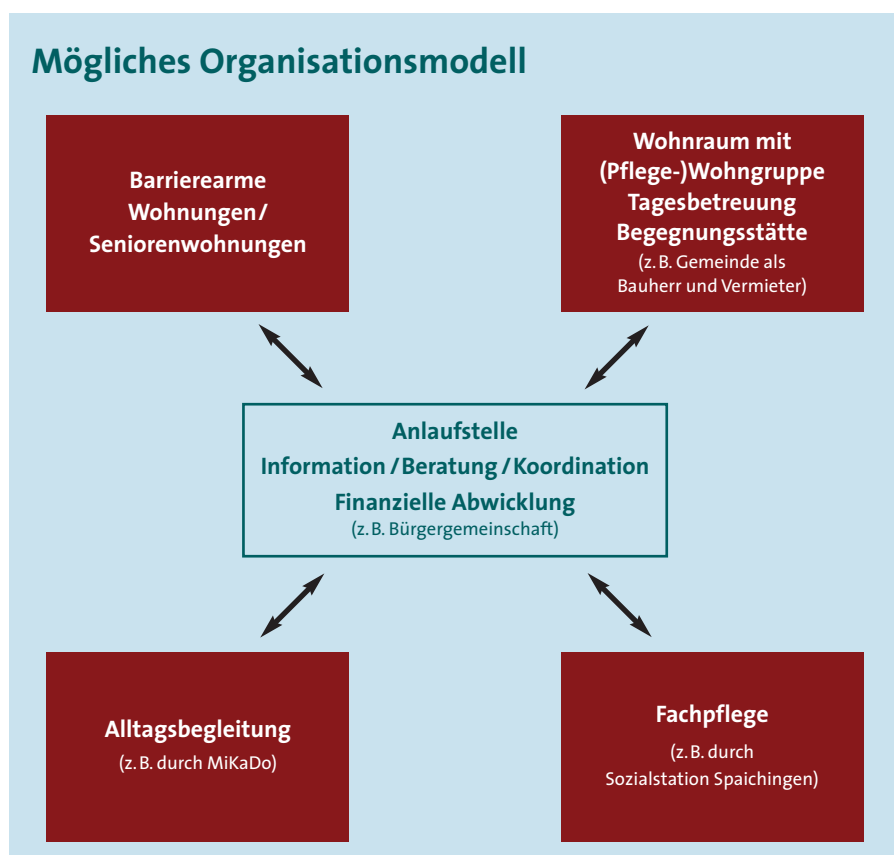 Mögliches Organisationsmodell
Barrierearme
Wohnungen/
Seniorenwohnungen
Wohnraum mit
(Pflege-)Wohngruppe
Tagesbetreuung
Begegnungsstätte
(z. B. Gemeinde als
Bauherr und Vermieter)
Anlaufstelle
Information / Beratung / Koordination
Finanzielle Abwicklung
(z. B. Bürgergemeinschaft)
Alltagsbegleitung
(z. B. durch MiKaDo)
Fachpflege
(z. B. durch
Sozialstation Spaichingen)